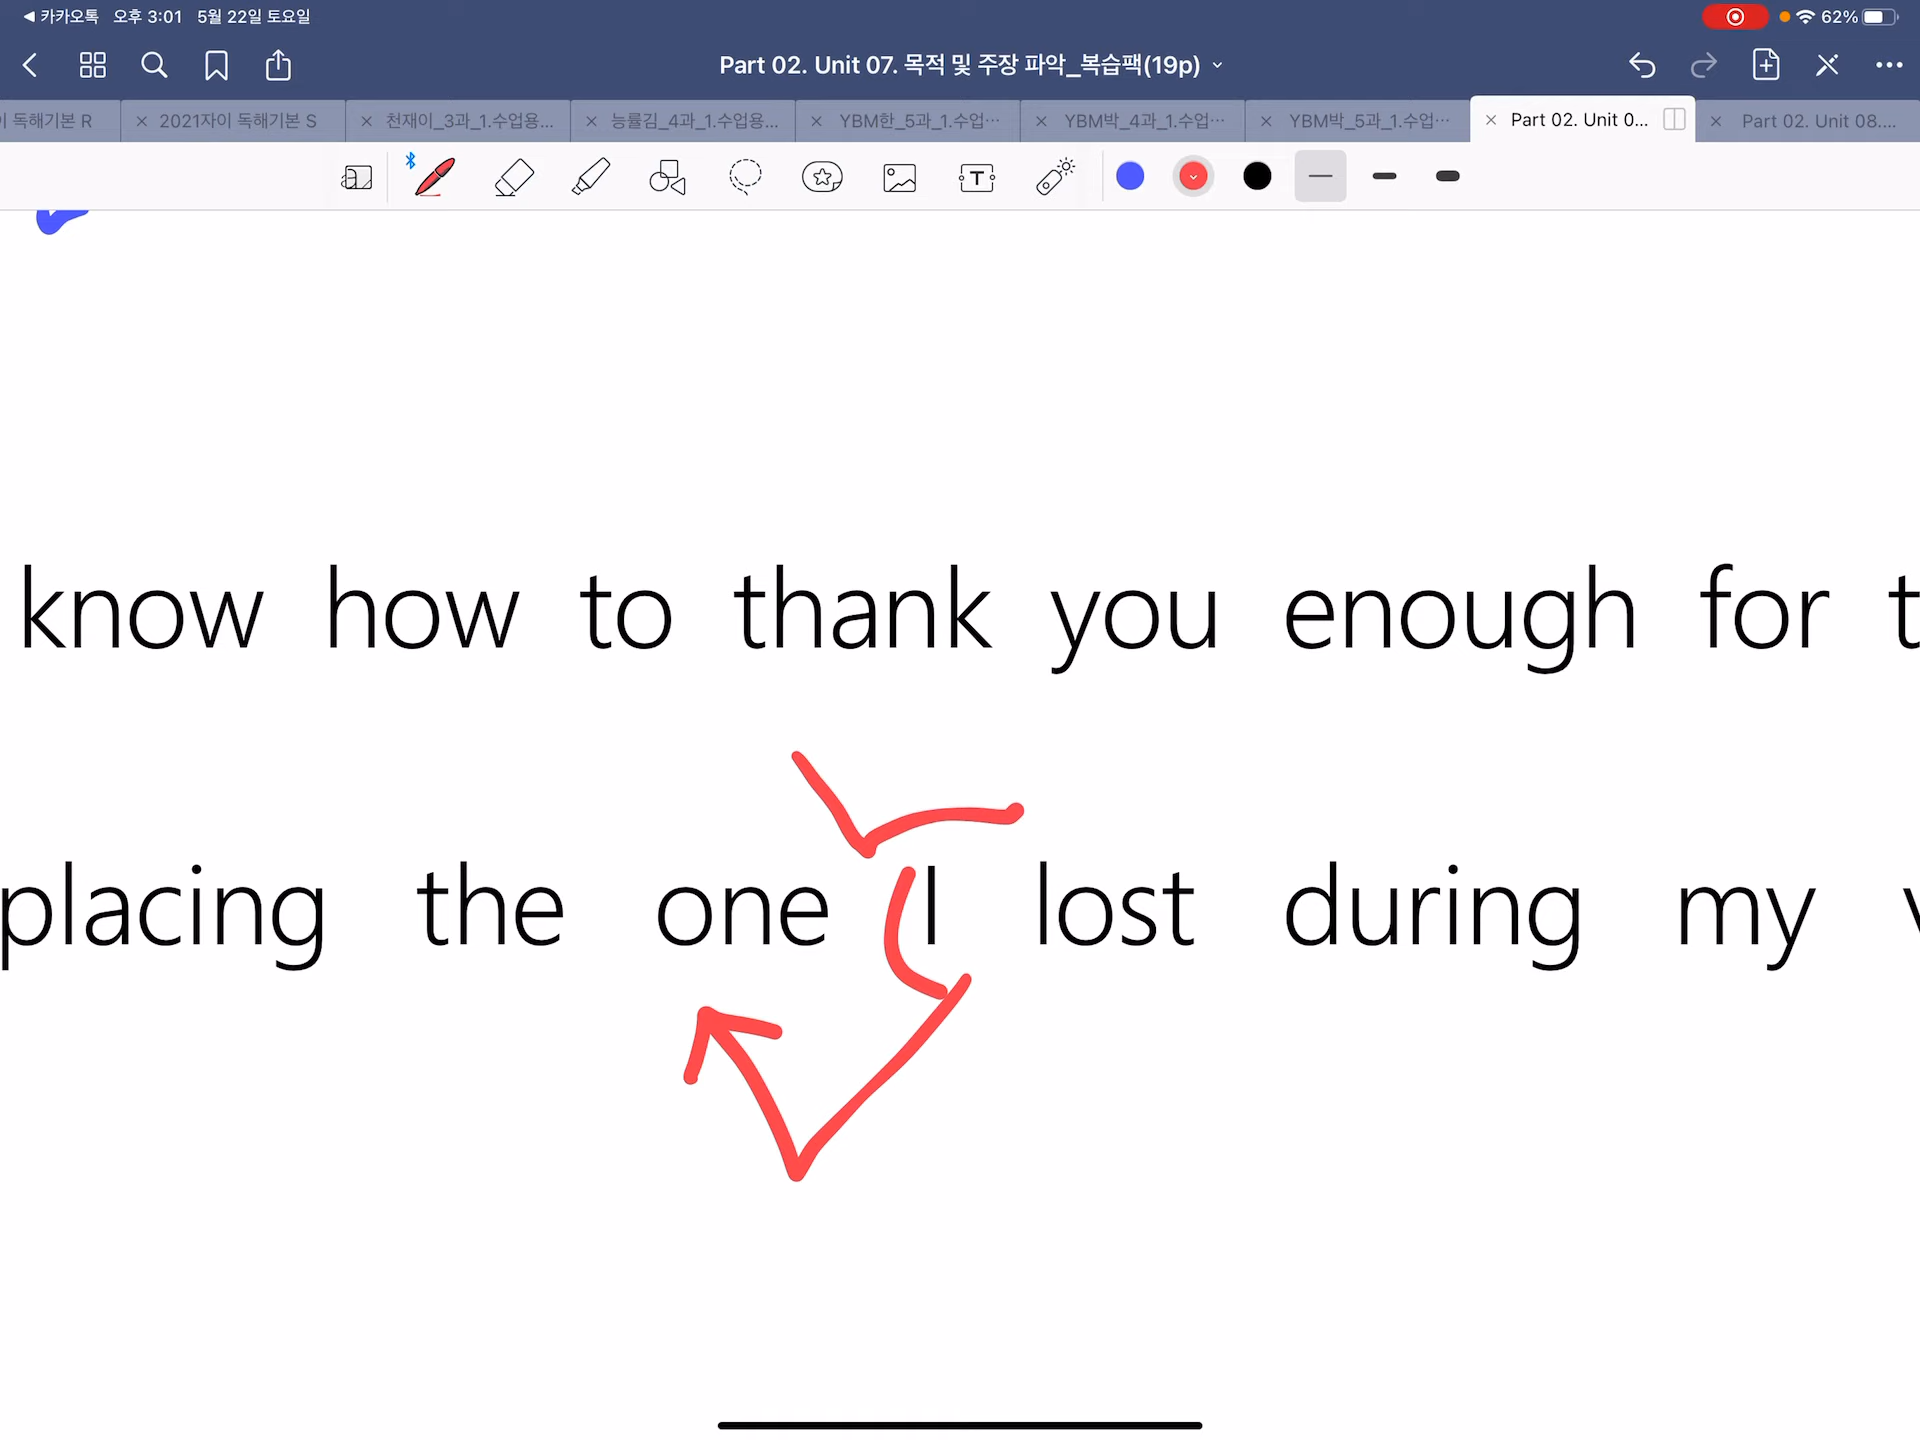 ◀ 카카오톡 오후 3:01 5월 22일 토요일 62%
Part 02. Unit 07. 목적 및 주장 파악_복습팩(19p)
독해기본 R × 2021자이 독해기본 S × 천재이_3과_1.수업용... × 능률김_4과_1.수업용... × YBM한_5과_1.수업... × YBM박_4과_1.수업... × YBM박_5과_1.수업... × Part 02. Unit 0... × Part 02. Unit 08....
know how to thank you enough for t
placing the one I lost during my